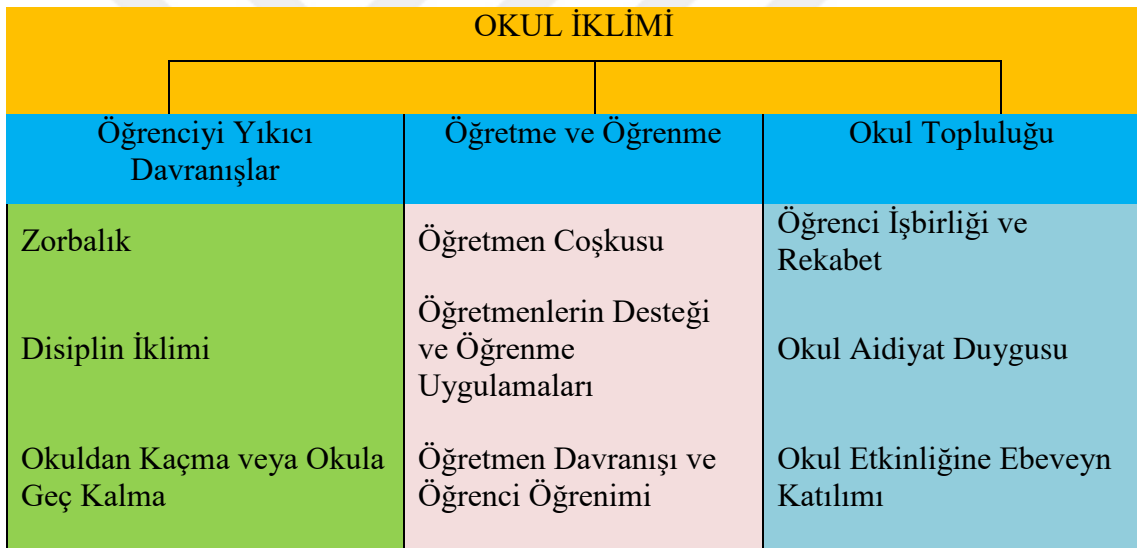 OKUL İKLİMİ
Öğrenciyi Yıkıcı
Davranışlar
Öğretme ve Öğrenme
Okul Topluluğu
Zorbalık
Öğretmen Coşkusu
Öğrenci İşbirliği ve
Rekabet
Disiplin İklimi
Öğretmenlerin Desteği
ve Öğrenme
Uygulamaları
Okul Aidiyat Duygusu
Okuldan Kaçma veya Okula
Geç Kalma
Öğretmen Davranışı ve
Öğrenci Öğrenimi
Okul Etkinliğine Ebeveyn
Katılımı